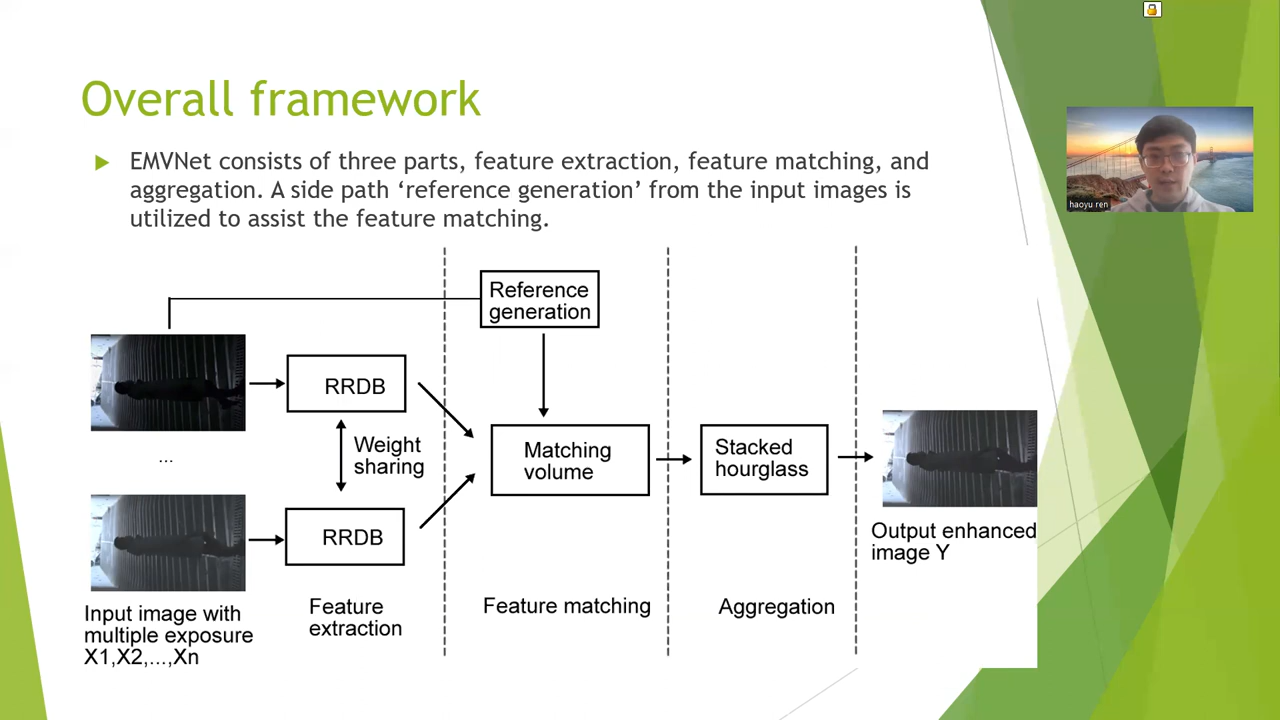 Overall framework
EMVNet consists of three parts, feature extraction, feature matching, and
aggregation. A side path ‘reference generation’ from the input images is
utilized to assist the feature matching.
haoyu ren
Reference
generation
RRDB
...
Weight
sharing
RRDB
Matching
volume
Stacked
hourglass
Output enhanced
image Y
Input image with
multiple exposure
X1,X2,...,Xn
Feature
extraction
Feature matching
Aggregation